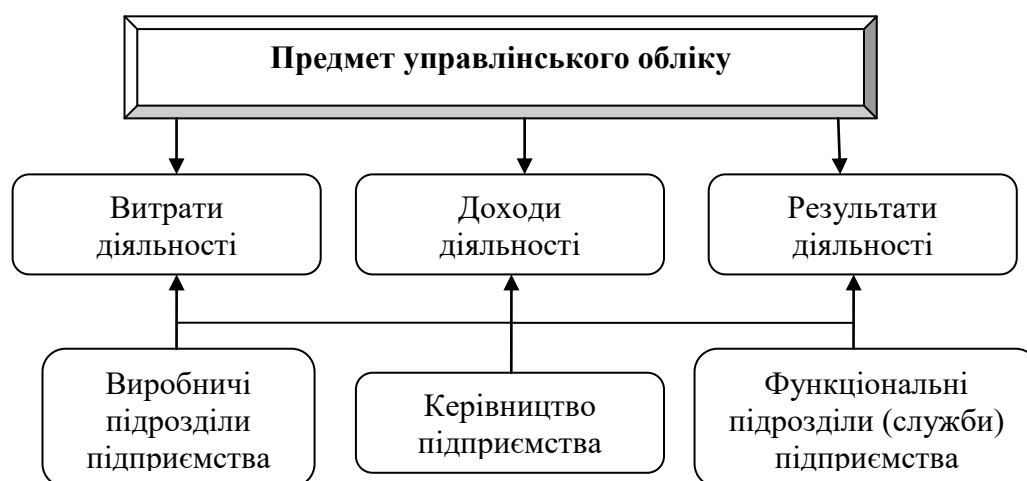 Предмет управлінського обліку
Витрати
діяльності
Доходи
діяльності
Результати
діяльності
Виробничі
підрозділи
підприємства
Керівництво
підприємства
Функціональні
підрозділи (служби)
підприємства